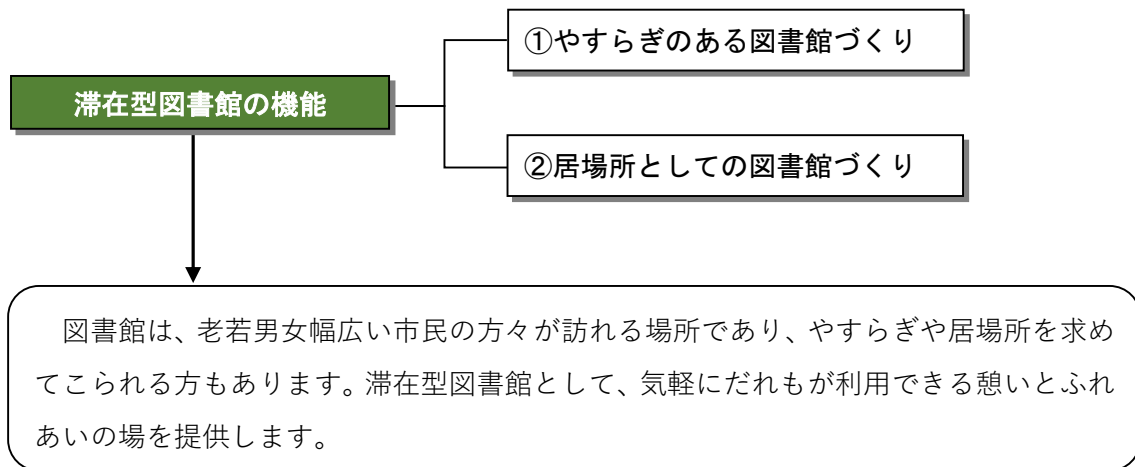 ①やすらぎのある図書館づくり
滞在型図書館の機能
②居場所としての図書館づくり
図書館は、老若男女幅広い市民の方々が訪れる場所であり、やすらぎや居場所を求め
てこられる方もあります。滞在型図書館として、気軽にだれもが利用できる憩いとふれ
あいの場を提供します。